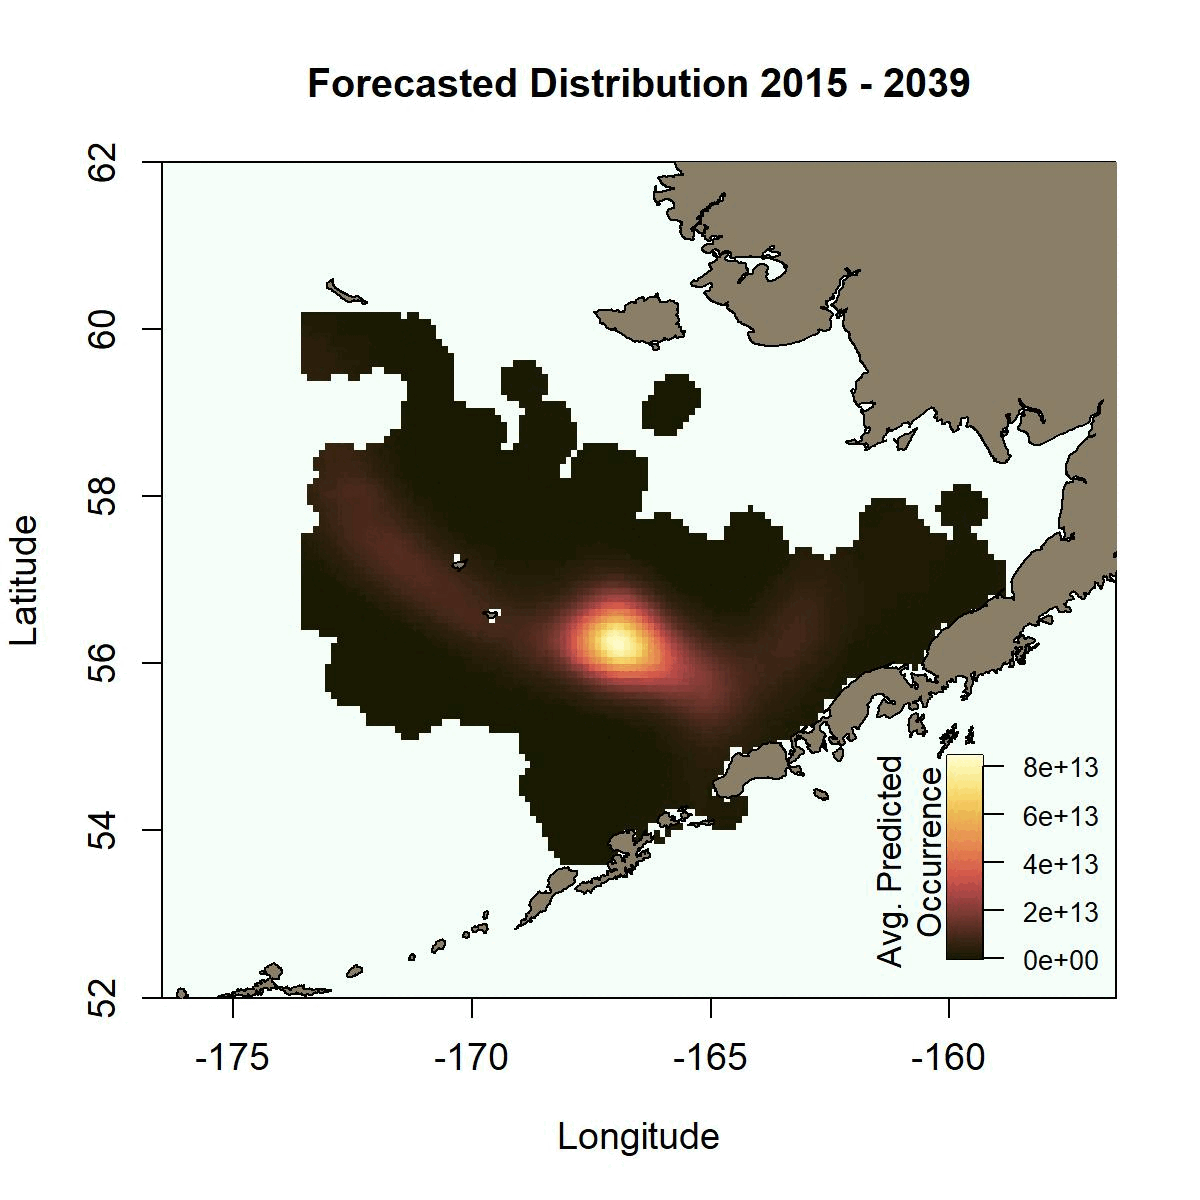 Forecasted Distribution 2015 - 2039
62
60
58
56
54
52
Latitude
-175
-170
-165
-160
Longitude
Avg. Predicted
Occurrence
8e+13
6e+13
4e+13
2e+13
0e+00